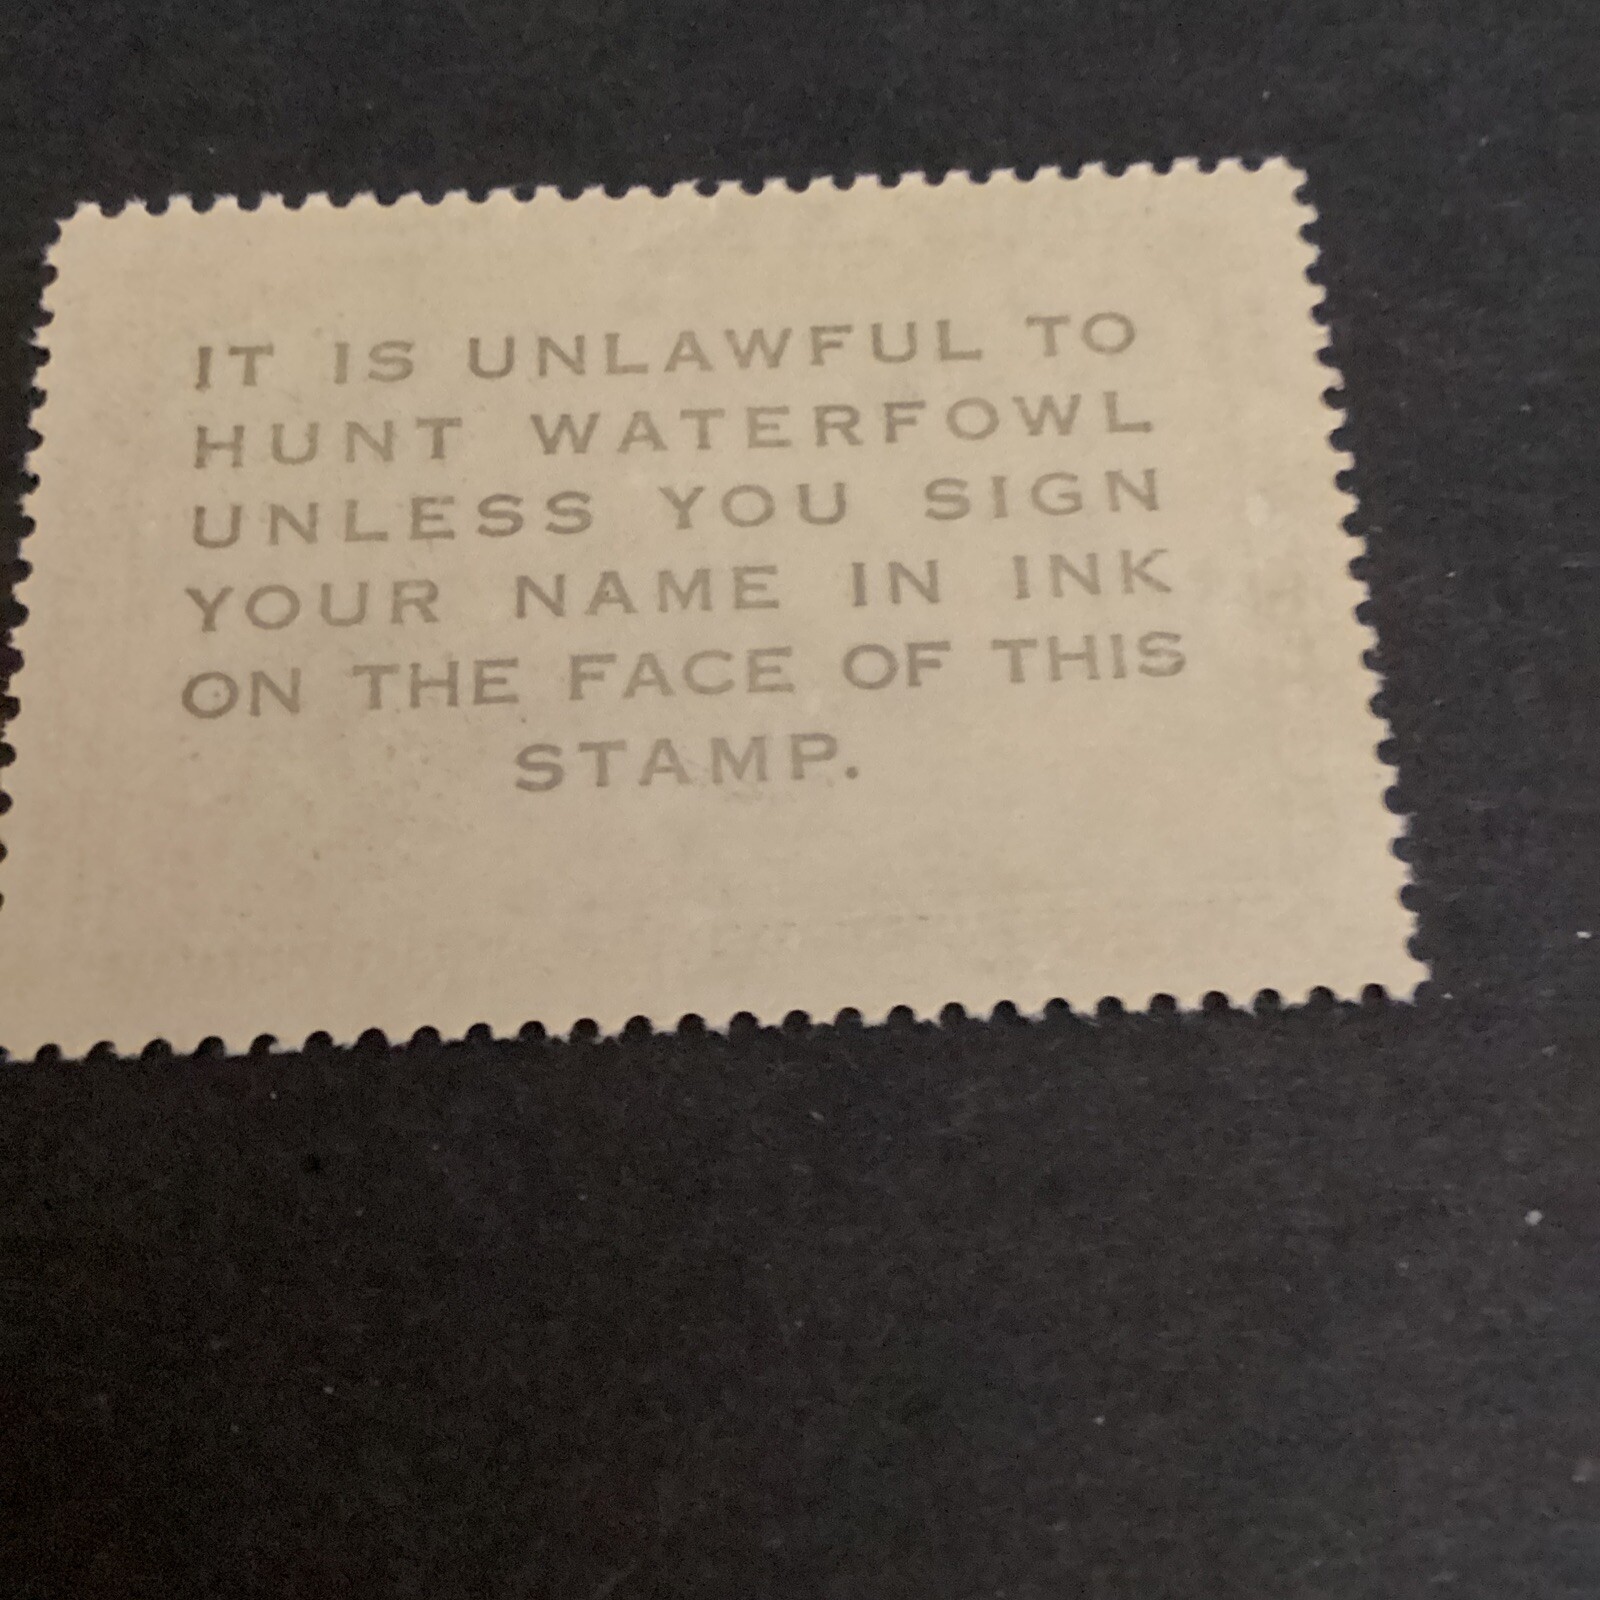 IT IS UNLAWFUL TO
HUNT WATERFOWL
UNLESS YOU SIGN
YOUR NAME IN INK
ON THE FACE OF THIS
STAMP.